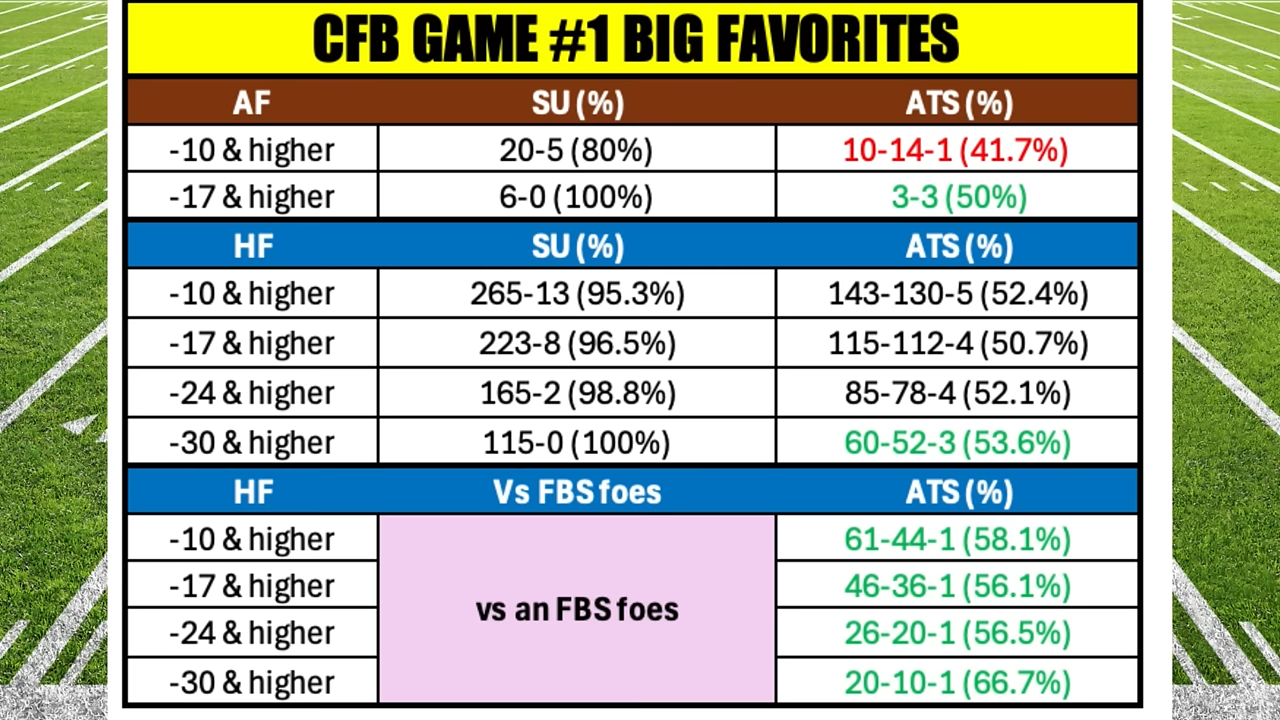 CFB GAME #1 BIG FAVORITES
AF SU (%) ATS (%)
-10 & higher 20-5 (80%) 10-14-1 (41.7%)
-17 & higher 6-0 (100%) 3-3 (50%)
HF SU (%) ATS (%)
-10 & higher 265-13 (95.3%) 143-130-5 (52.4%)
-17 & higher 223-8 (96.5%) 115-112-4 (50.7%)
-24 & higher 165-2 (98.8%) 85-78-4 (52.1%)
-30 & higher 115-0 (100%) 60-52-3 (53.6%)
HF Vs FBS foes ATS (%)
-10 & higher 61-44-1 (58.1%)
-17 & higher 46-36-1 (56.1%)
vs an FBS foes
-24 & higher 26-20-1 (56.5%)
-30 & higher 20-10-1 (66.7%)